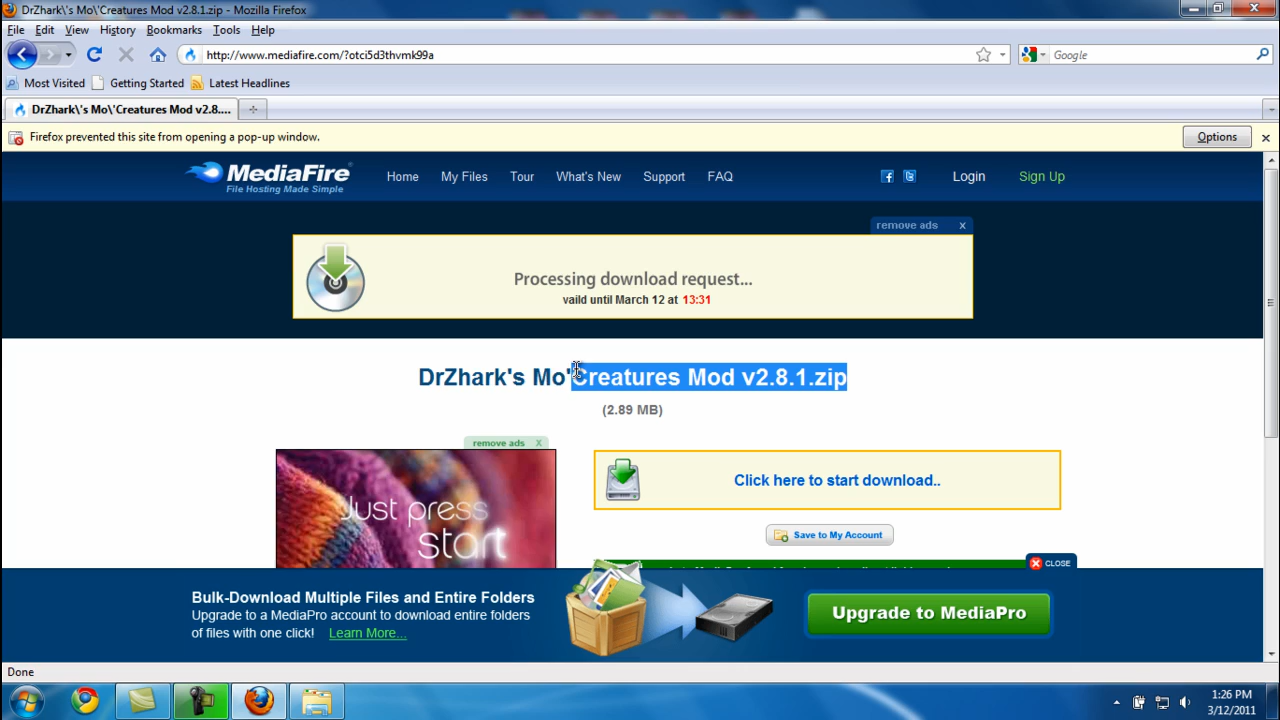 DrZhark\'s Mo\'Creatures Mod v2.8.1.zip - Mozilla Firefox
File Edit View History Bookmarks Tools Help
http://www.mediafire.com/?otci5d3thvmk99a
Google
Most Visited Getting Started Latest Headlines
DrZhark\'s Mo\'Creatures Mod v2.8....
Firefox prevented this site from opening a pop-up window.
Options
MediaFire
File Hosting Made Simple
Home My Files Tour What's New Support FAQ
Login Sign Up
remove ads x
Processing download request...
vaild until March 12 at 13:31
DrZhark's Mo'Creatures Mod v2.8.1.zip
(2.89 MB)
remove ads X
Just press
start
Click here to start download..
Save to My Account
CLOSE
Bulk-Download Multiple Files and Entire Folders
Upgrade to a MediaPro account to download entire folders
of files with one click! Learn More...
Upgrade to MediaPro
Done
1:26 PM
3/12/2011